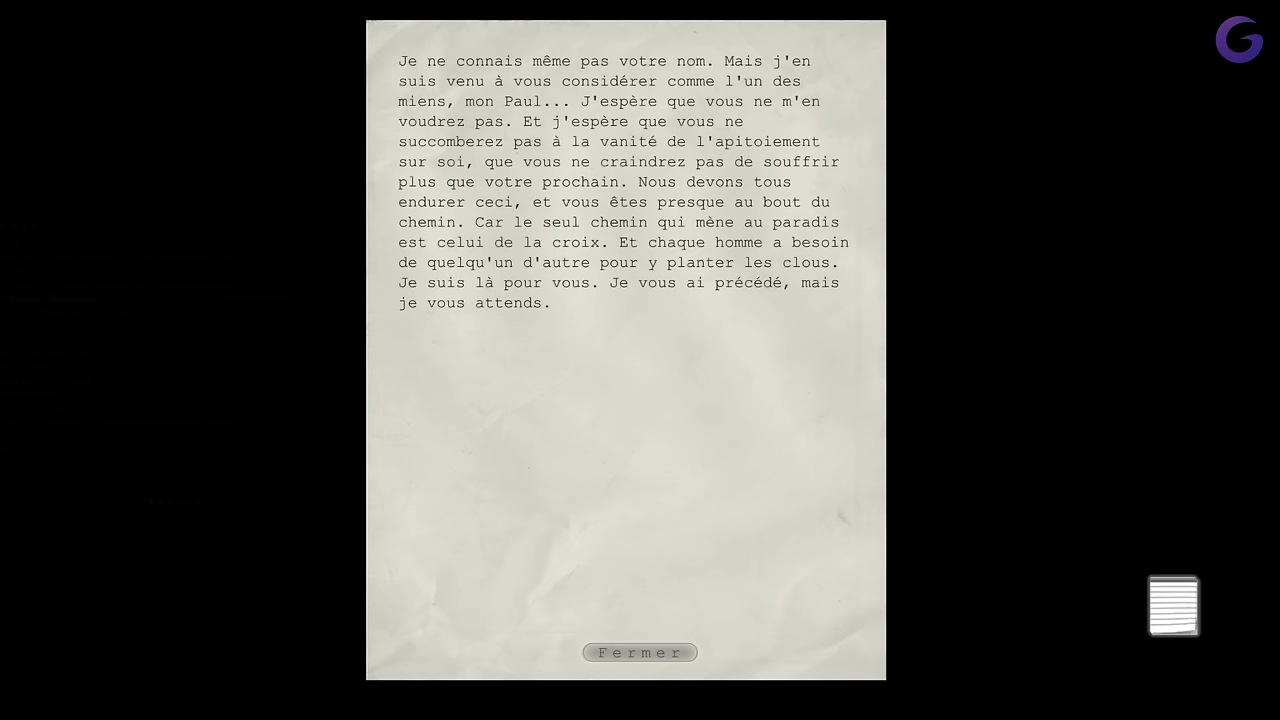 Je ne connais même pas votre nom. Mais j'en
suis venu à vous considérer comme l'un des
miens, mon Paul... J'espère que vous ne m'en
voudrez pas. Et j'espère que vous ne
succomberez pas à la vanité de l'apitoiement
sur soi, que vous ne craindrez pas de souffrir
plus que votre prochain. Nous devons tous
endurer ceci, et vous êtes presque au bout du
chemin. Car le seul chemin qui mène au paradis
est celui de la croix. Et chaque homme a besoin
de quelqu'un d'autre pour y planter les clous.
Je suis là pour vous. Je vous ai précédé, mais
je vous attends.
Fermer